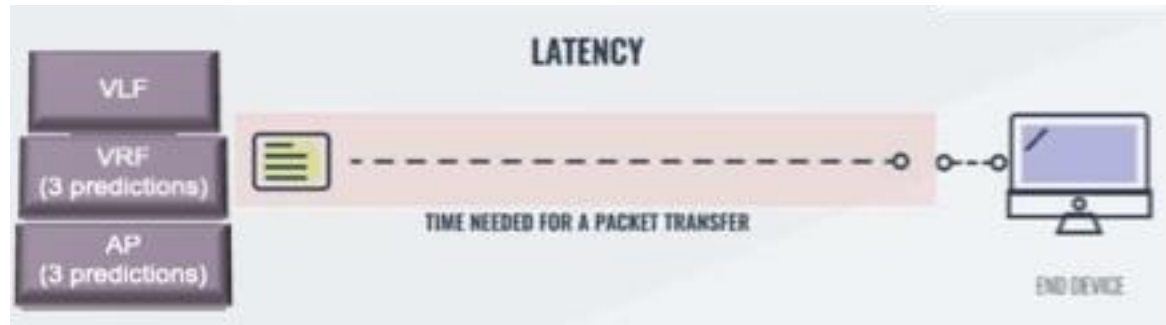 LATENCY
VLF
VRF
(3 predictions)
AP
(3 predictions)
TIME NEEDED FOR A PACKET TRANSFER
END DEVICE